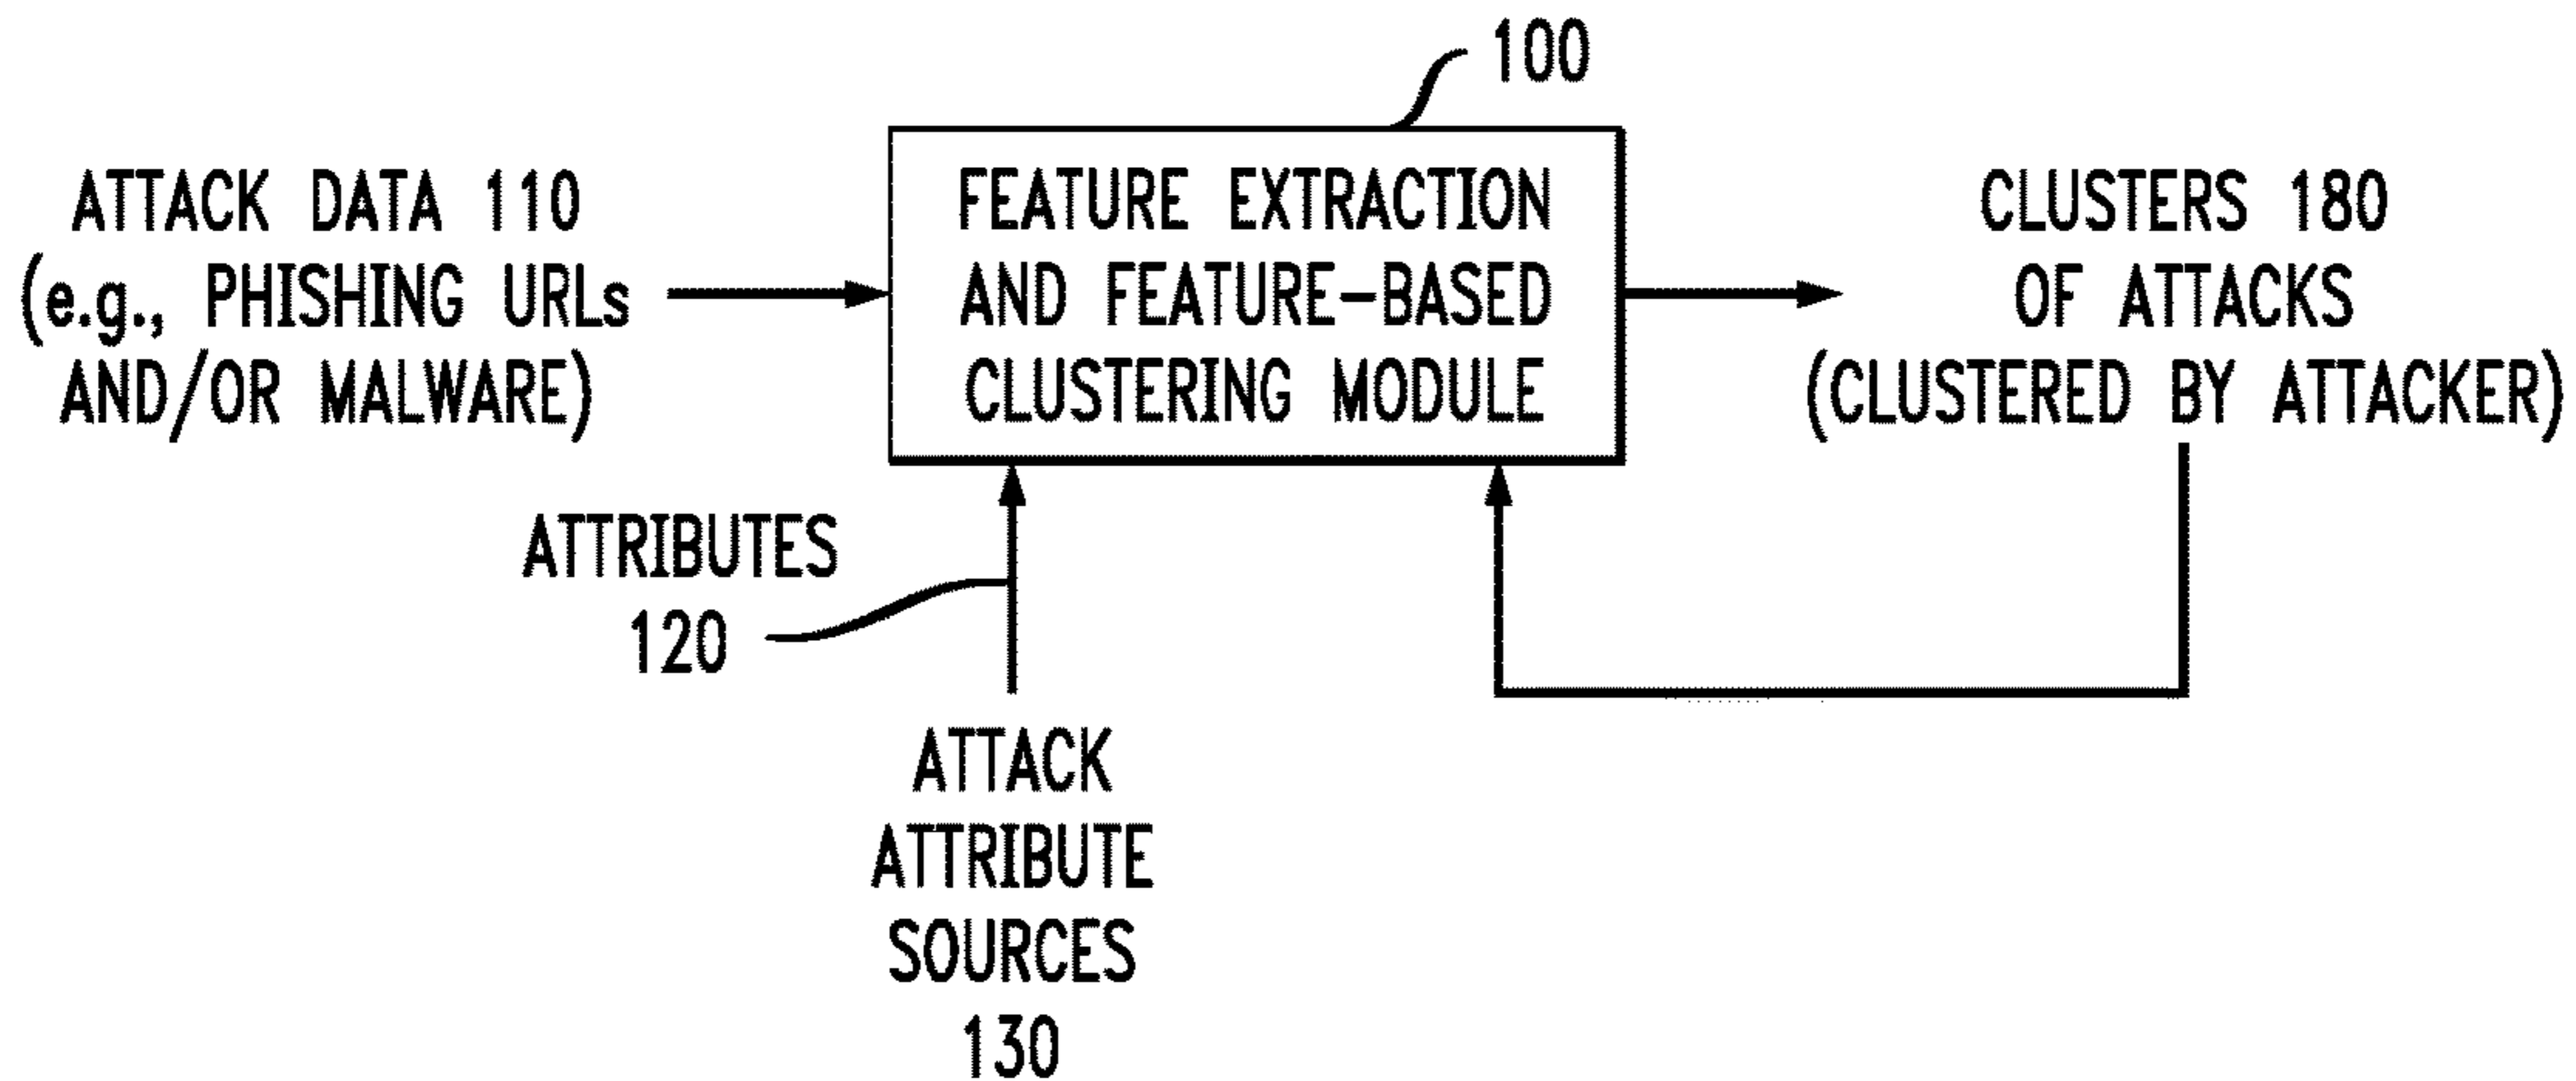 100
ATTACK DATA 110
(e.g., PHISHING URLs
AND/OR MALWARE)
FEATURE EXTRACTION
AND FEATURE-BASED
CLUSTERING MODULE
CLUSTERS 180
OF ATTACKS
(CLUSTERED BY ATTACKER)
ATTRIBUTES
120
ATTACK
ATTRIBUTE
SOURCES
130